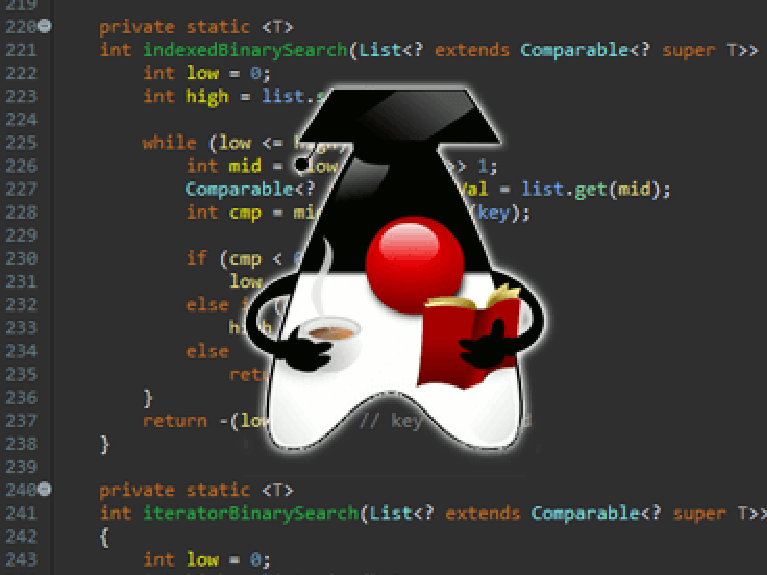 219
220 private static <T>
221 int indexedBinarySearch(List<? extends Comparable<? super T>>
222 int low = 0;
223 int high = list.
224
225 while (low <=
226 int mid = low > 1;
227 Comparable<? Val = list.get(mid);
228 int cmp = mi (key);
229
230 if (cmp <
231 low
232 else
233
234 else
235
236 }
237 return -(low // key
238 }
239
240 private static <T>
241 int iteratorBinarySearch(List<? extends Comparable<? super T>>
242 {
243 int low = 0;